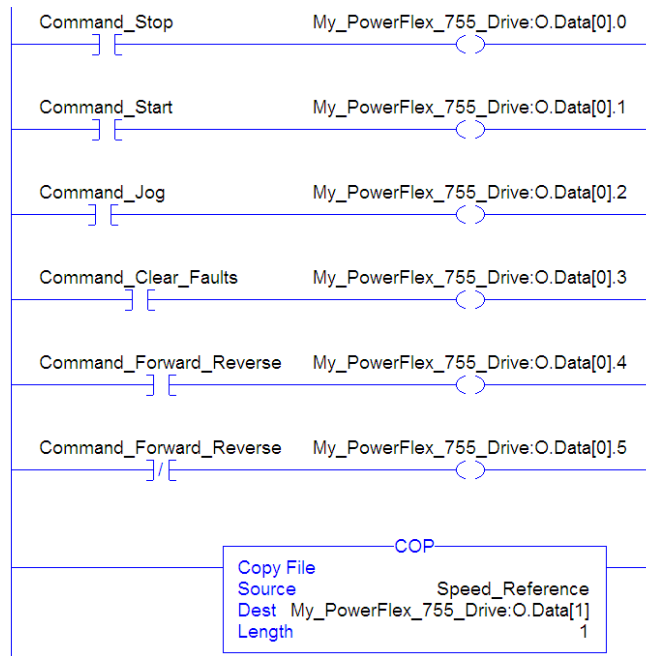 Command_Stop My_PowerFlex_755_Drive:O.Data[0].0
Command_Start My_PowerFlex_755_Drive:O.Data[0].1
Command_Jog My_PowerFlex_755_Drive:O.Data[0].2
Command_Clear_Faults My_PowerFlex_755_Drive:O.Data[0].3
Command_Forward_Reverse My_PowerFlex_755_Drive:O.Data[0].4
Command_Forward_Reverse My_PowerFlex_755_Drive:O.Data[0].5
COP
Copy File
Source Speed_Reference
Dest My_PowerFlex_755_Drive:O.Data[1]
Length 1